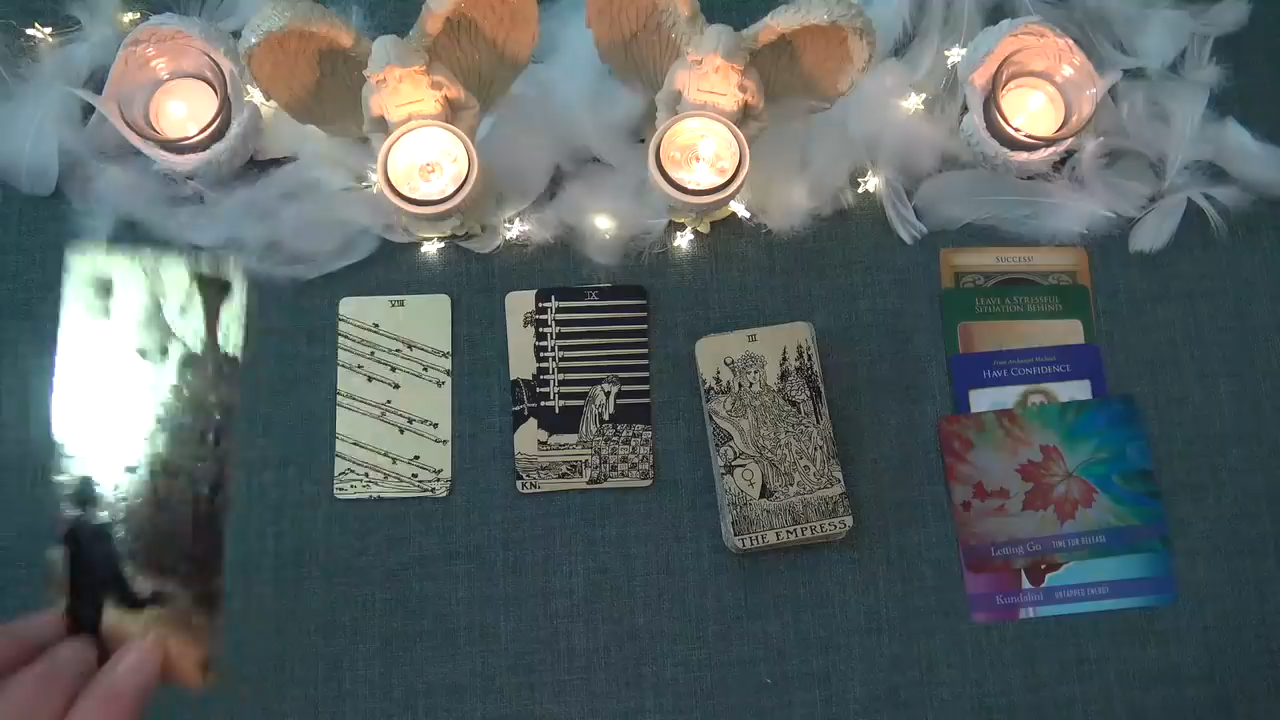 VIII
IX
KN.
III
THE EMPRESS.
SUCCESS!
LEAVE A STRESSFUL
SITUATION BEHIND
From Archangel Michael:
HAVE CONFIDENCE
Letting Go TIME FOR RELEASE
Kundalini UNTAPPED ENERGY